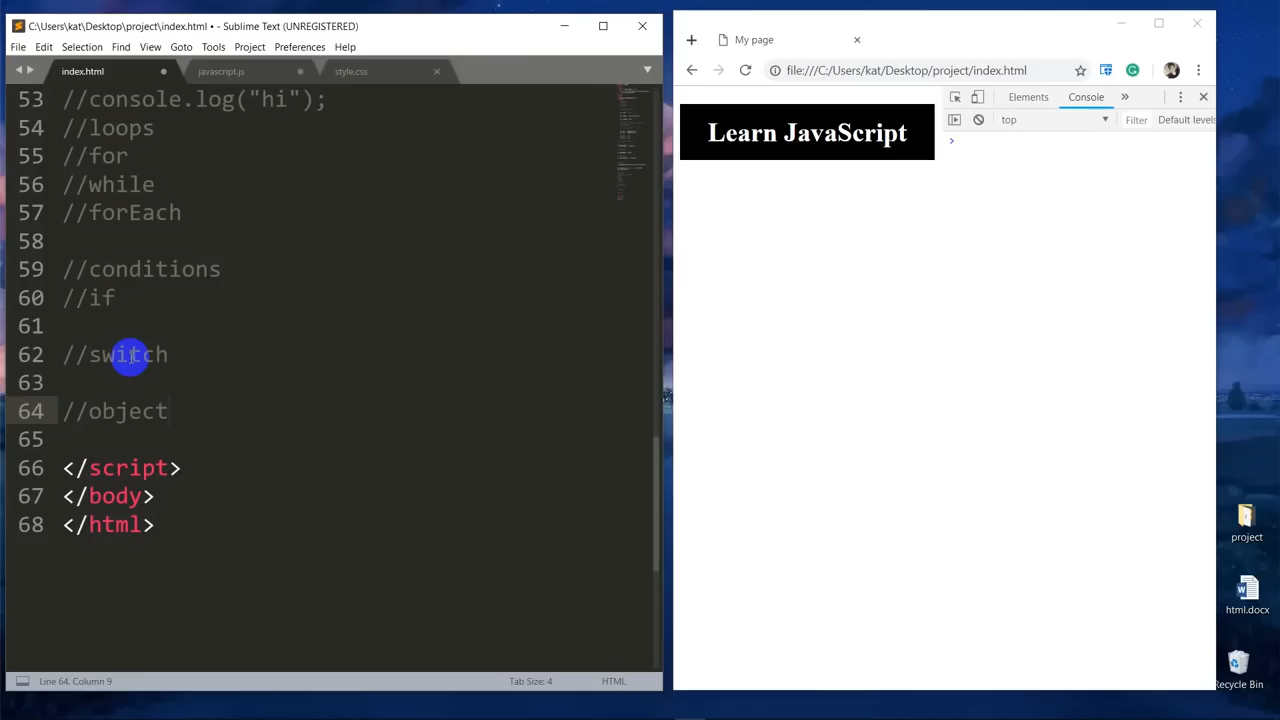 C:\Users\kat\Desktop\project\index.html • - Sublime Text (UNREGISTERED)
File Edit Selection Find View Goto Tools Project Preferences Help
index.html javascript.js style.css
53 //console.log("hi");
54 //loops
55 //for
56 //while
57 //forEach
58
59 //conditions
60 //if
61
62 //switch
63
64 //object
65
66 </script>
67 </body>
68 </html>
Line 64, Column 9 Tab Size: 4 HTML
My page
file:///C:/Users/kat/Desktop/project/index.html
Learn JavaScript
Elements Console
top Filter Default levels
project
html.docx
Recycle Bin